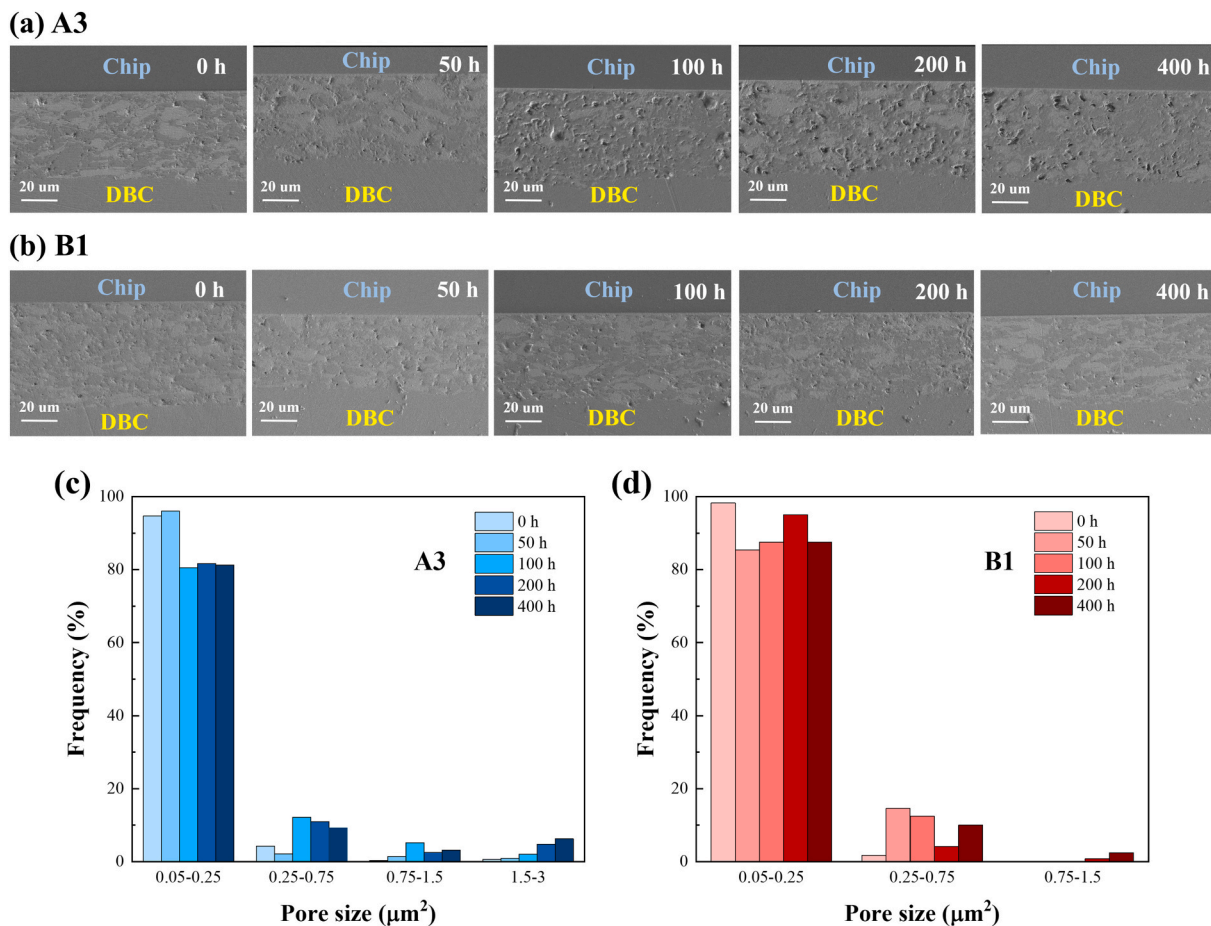 (a) A3
Chip 0 h
DBC
20 um
Chip 50 h
DBC
20 um
Chip 100 h
DBC
20 um
Chip 200 h
DBC
20 um
Chip 400 h
DBC
20 um
(b) B1
Chip 0 h
DBC
20 um
Chip 50 h
DBC
20 um
Chip 100 h
DBC
20 um
Chip 200 h
DBC
20 um
Chip 400 h
DBC
20 um
(c)
100
80
60
40
20
0
Frequency (%)
A3
0 h
50 h
100 h
200 h
400 h
0.05-0.25 0.25-0.75 0.75-1.5 1.5-3
Pore size (μm²)
(d)
100
80
60
40
20
0
Frequency (%)
B1
0 h
50 h
100 h
200 h
400 h
0.05-0.25 0.25-0.75 0.75-1.5
Pore size (μm²)